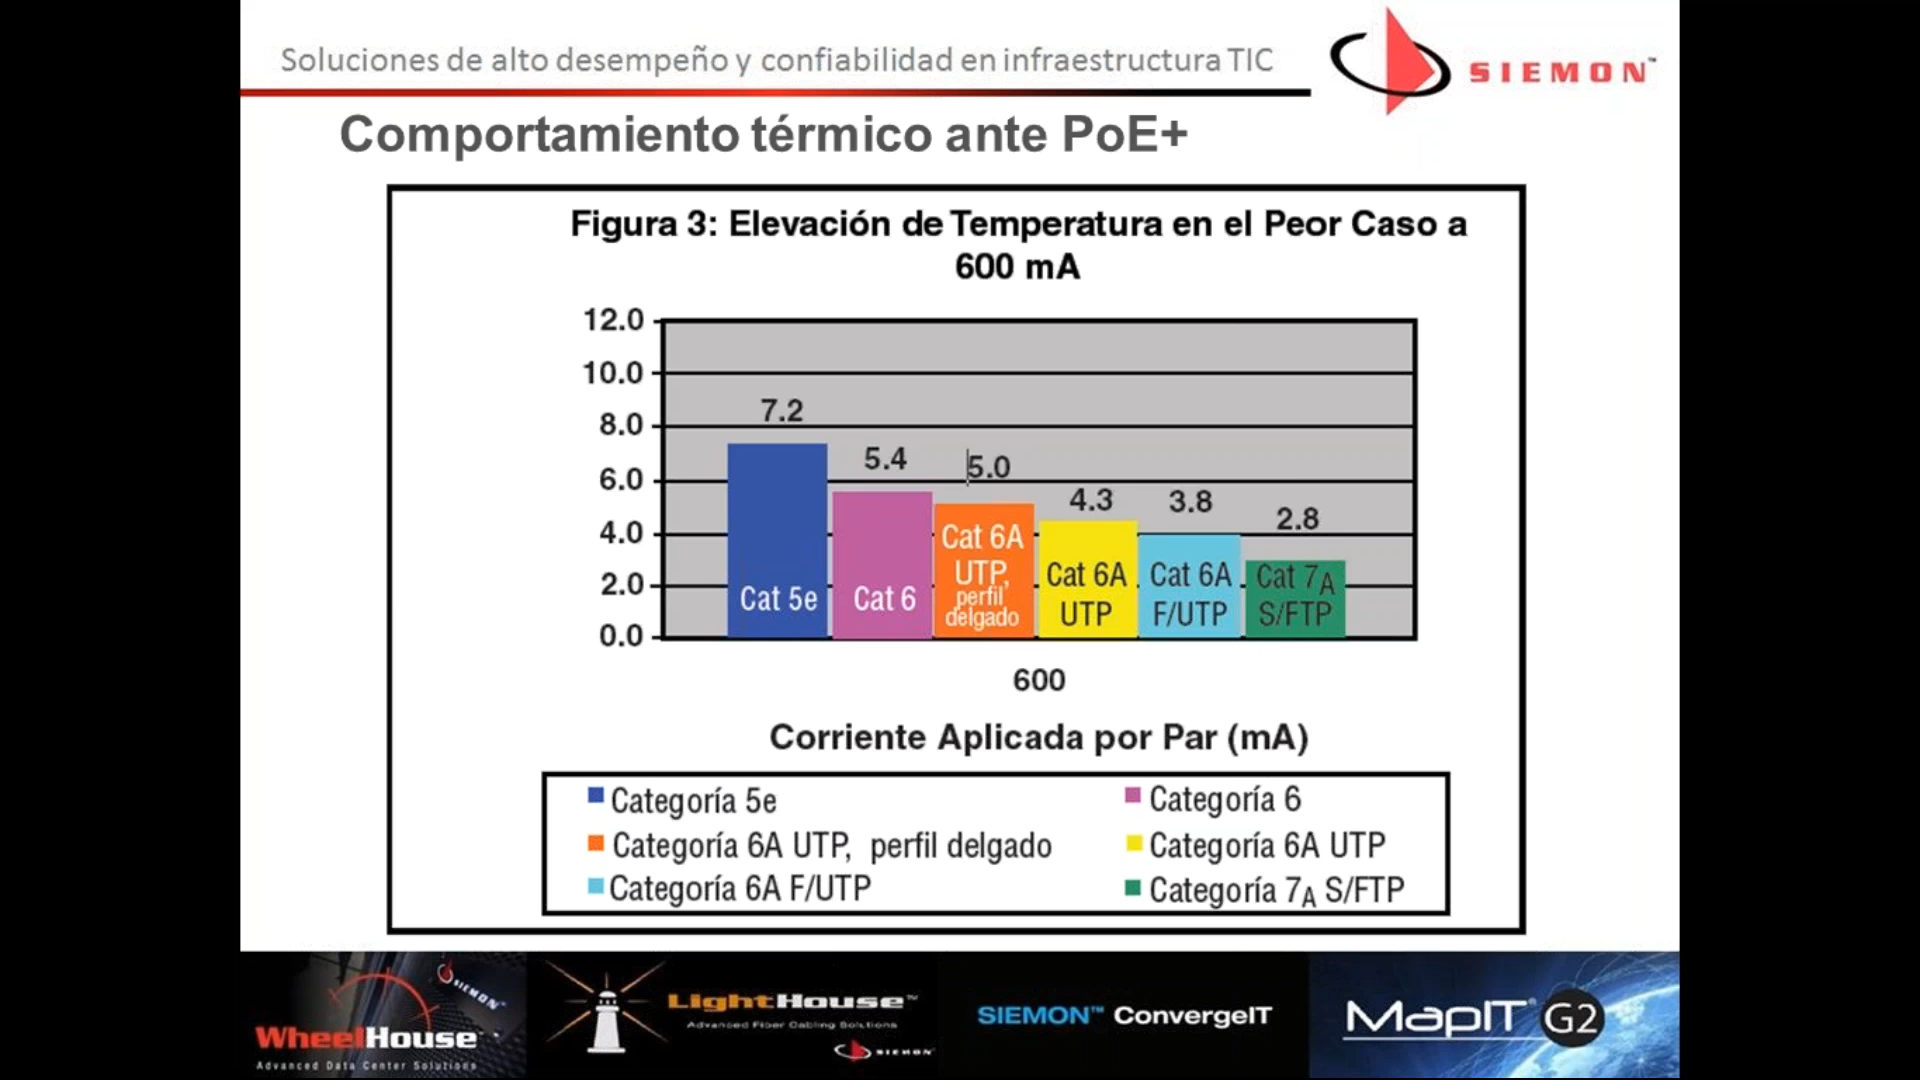 Soluciones de alto desempeño y confiabilidad en infraestructura TIC
SIEMON™
Comportamiento térmico ante PoE+
Figura 3: Elevación de Temperatura en el Peor Caso a
600 mA
12.0
10.0
8.0
6.0
4.0
2.0
0.0
7.2
5.4
5.0
4.3
3.8
2.8
Cat 5e
Cat 6
Cat 6A
UTP,
perfil
delgado
Cat 6A
UTP
Cat 6A
F/UTP
Cat 7A
S/FTP
600
Corriente Aplicada por Par (mA)
Categoría 5e
Categoría 6
Categoría 6A UTP, perfil delgado
Categoría 6A UTP
Categoría 6A F/UTP
Categoría 7A S/FTP
SIEMON™
WheelHouse™
Advanced Data Center Solutions
LightHouse™
Advanced Fiber Cabling Solutions
SIEMON
SIEMON™ ConvergeIT
MapIT® G2